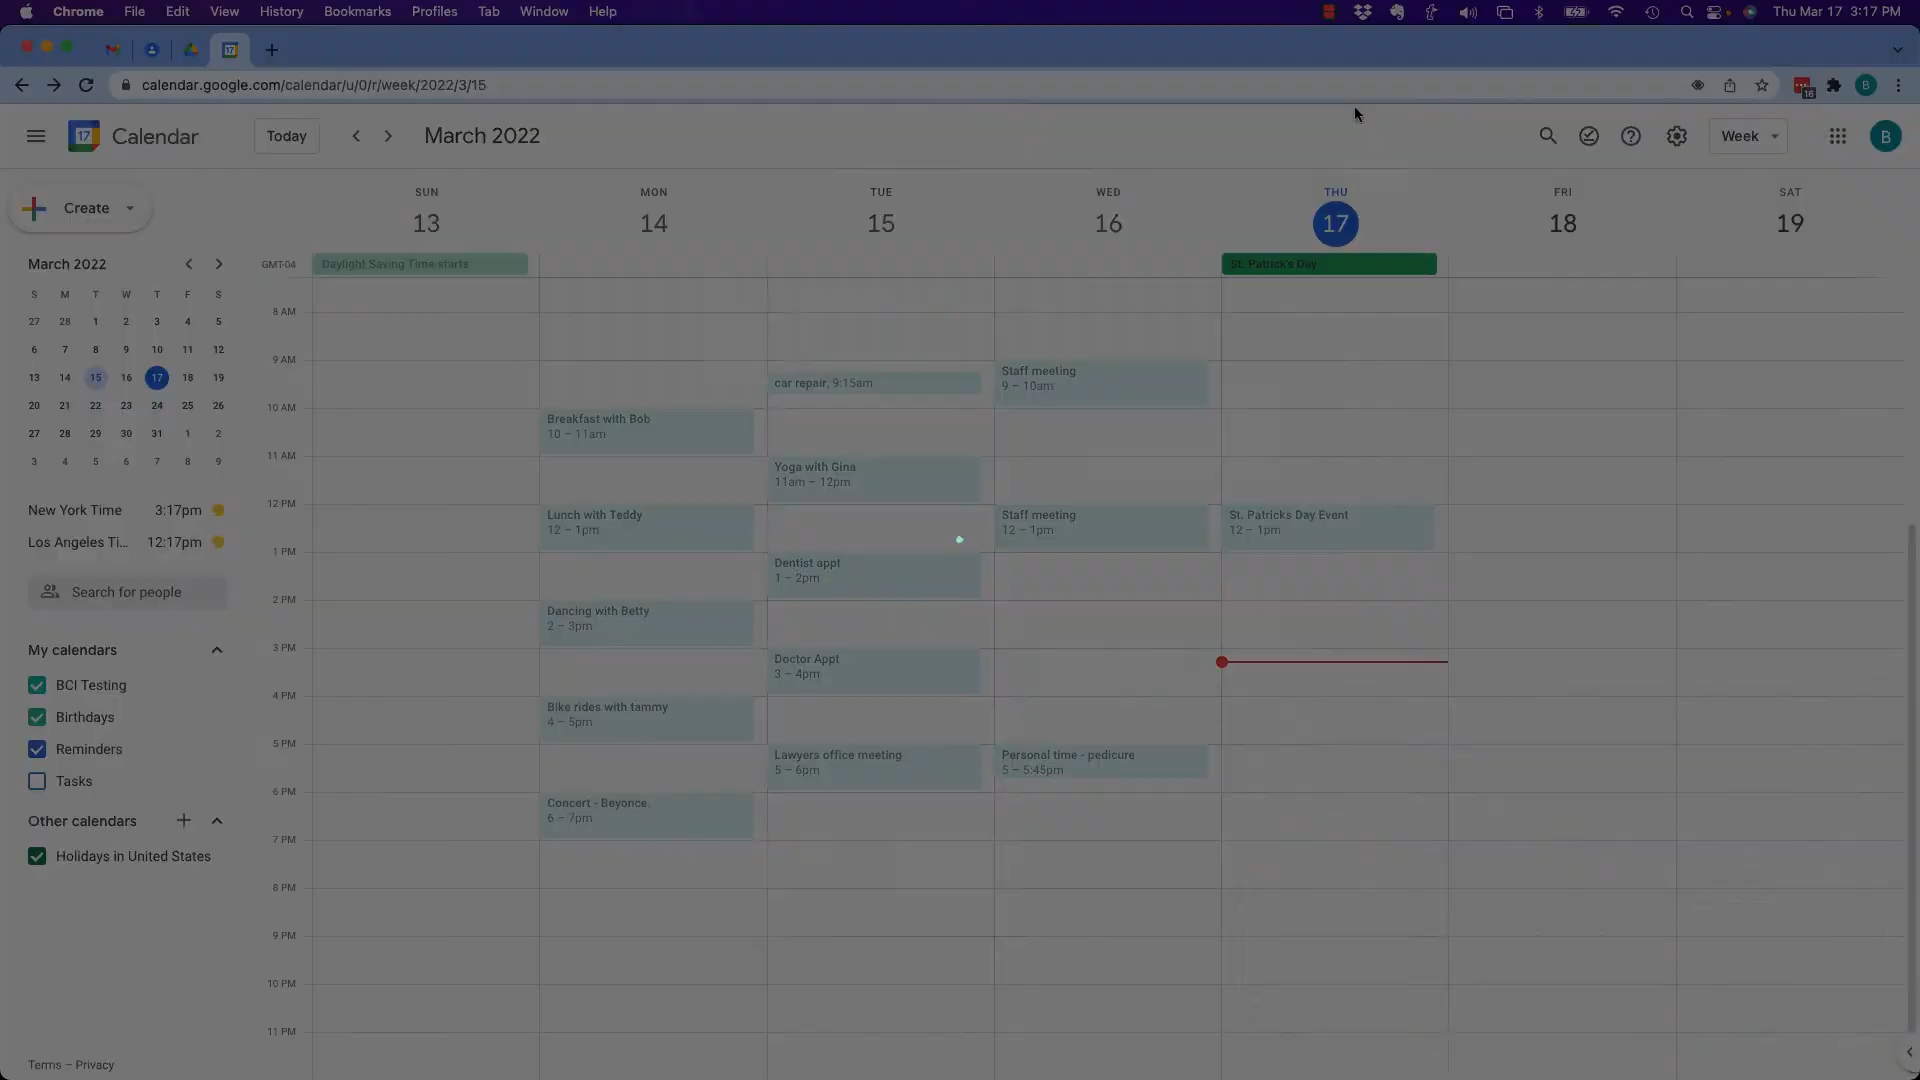 Chrome File Edit View History Bookmarks Profiles Tab Window Help Thu Mar 17 3:17 PM
17
calendar.google.com/calendar/u/0/r/week/2022/3/15 16 B
17 Calendar Today March 2022 Week B
Create
SUN MON TUE WED THU FRI SAT
13 14 15 16 17 18 19
GMT-04 Daylight Saving Time starts St. Patrick's Day
March 2022
S M T W T F S
27 28 1 2 3 4 5
6 7 8 9 10 11 12
13 14 15 16 17 18 19
20 21 22 23 24 25 26
27 28 29 30 31 1 2
3 4 5 6 7 8 9
New York Time 3:17pm
Los Angeles Ti... 12:17pm
Search for people
My calendars
BCI Testing
Birthdays
Reminders
Tasks
Other calendars
Holidays in United States
Terms – Privacy
8 AM
9 AM
10 AM
11 AM
12 PM
1 PM
2 PM
3 PM
4 PM
5 PM
6 PM
7 PM
8 PM
9 PM
10 PM
11 PM
Breakfast with Bob
10 – 11am
Lunch with Teddy
12 – 1pm
Dancing with Betty
2 – 3pm
Bike rides with tammy
4 – 5pm
Concert - Beyonce
6 – 7pm
car repair, 9:15am
Yoga with Gina
11am – 12pm
Dentist appt
1 – 2pm
Doctor Appt
3 – 4pm
Lawyers office meeting
5 – 6pm
Staff meeting
9 – 10am
Staff meeting
12 – 1pm
Personal time - pedicure
5 – 5:45pm
St. Patricks Day Event
12 – 1pm